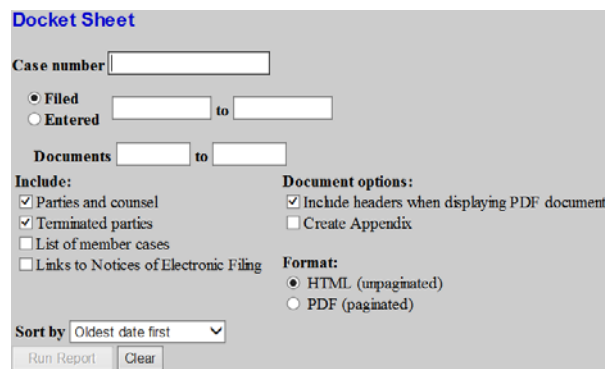 Docket Sheet
Case number
Filed
Entered
to
Documents to
Include:
Parties and counsel
Terminated parties
List of member cases
Links to Notices of Electronic Filing
Document options:
Include headers when displaying PDF document
Create Appendix
Format:
HTML (unpaginated)
PDF (paginated)
Sort by Oldest date first
Run Report Clear